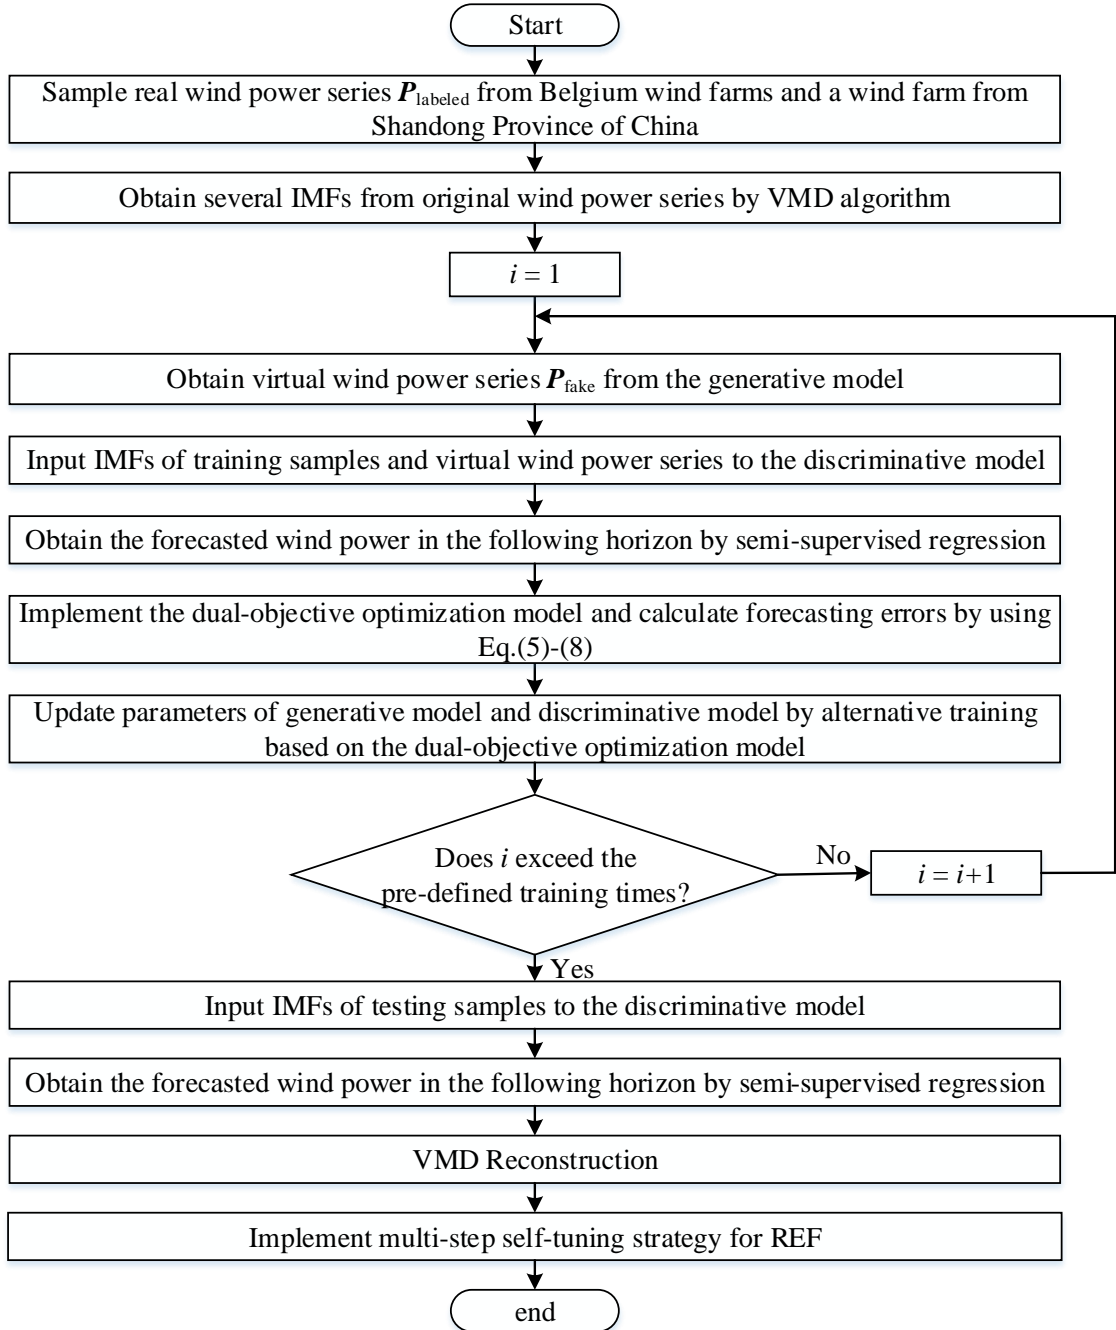 Start
Sample real wind power series P labeled from Belgium wind farms and a wind farm from
Shandong Province of China
Obtain several IMFs from original wind power series by VMD algorithm
i = 1
Obtain virtual wind power series P fake from the generative model
Input IMFs of training samples and virtual wind power series to the discriminative model
Obtain the forecasted wind power in the following horizon by semi-supervised regression
Implement the dual-objective optimization model and calculate forecasting errors by using
Eq.(5)-(8)
Update parameters of generative model and discriminative model by alternative training
based on the dual-objective optimization model
Does i exceed the
pre-defined training times?
No
i = i+1
Yes
Input IMFs of testing samples to the discriminative model
Obtain the forecasted wind power in the following horizon by semi-supervised regression
VMD Reconstruction
Implement multi-step self-tuning strategy for REF
end